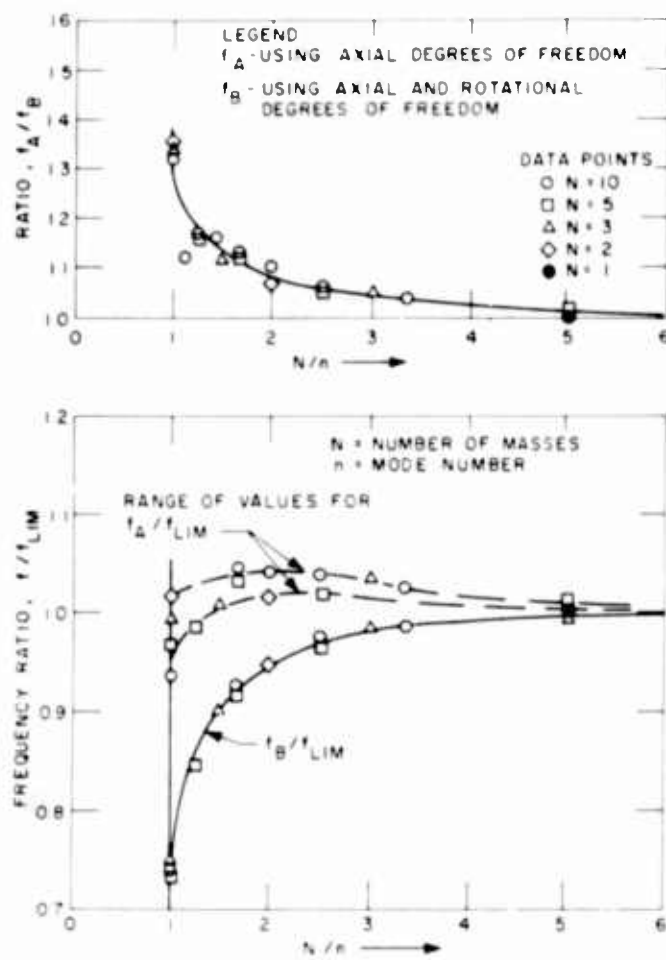 LEGEND
f_A - USING AXIAL DEGREES OF FREEDOM
f_B - USING AXIAL AND ROTATIONAL
DEGREES OF FREEDOM
DATA POINTS
○ N = 10
□ N = 5
△ N = 3
◇ N = 2
● N = 1
RATIO, f_A/f_B
1.6
1.5
1.4
1.3
1.2
1.1
1.0
0 1 2 3 4 5 6
N/n
N = NUMBER OF MASSES
n = MODE NUMBER
RANGE OF VALUES FOR
f_A/f_LIM
f_B/f_LIM
FREQUENCY RATIO, f/f_LIM
1.2
1.1
1.0
0.9
0.8
0.7
0 1 2 3 4 5 6
N/n